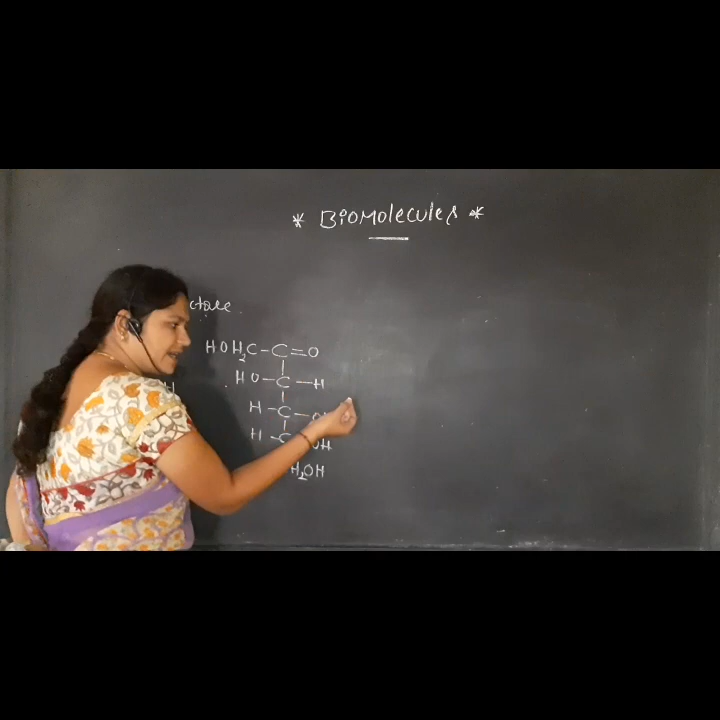 * BioMolecules *
HOH₂C-C=O
HO-C-H
H-C-
H-C-OH
H₂OH